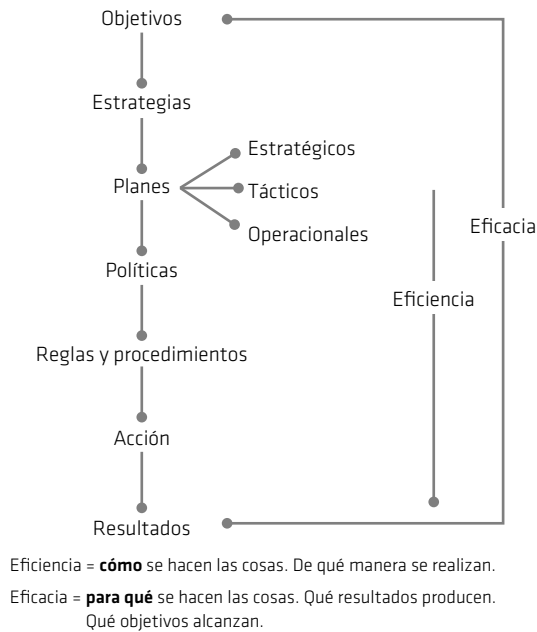 Objetivos
Estrategias
Planes
Estratégicos
Tácticos
Operacionales
Políticas
Reglas y procedimientos
Acción
Resultados
Eficiencia
Eficacia
Eficiencia = cómo se hacen las cosas. De qué manera se realizan.
Eficacia = para qué se hacen las cosas. Qué resultados producen.
Qué objetivos alcanzan.